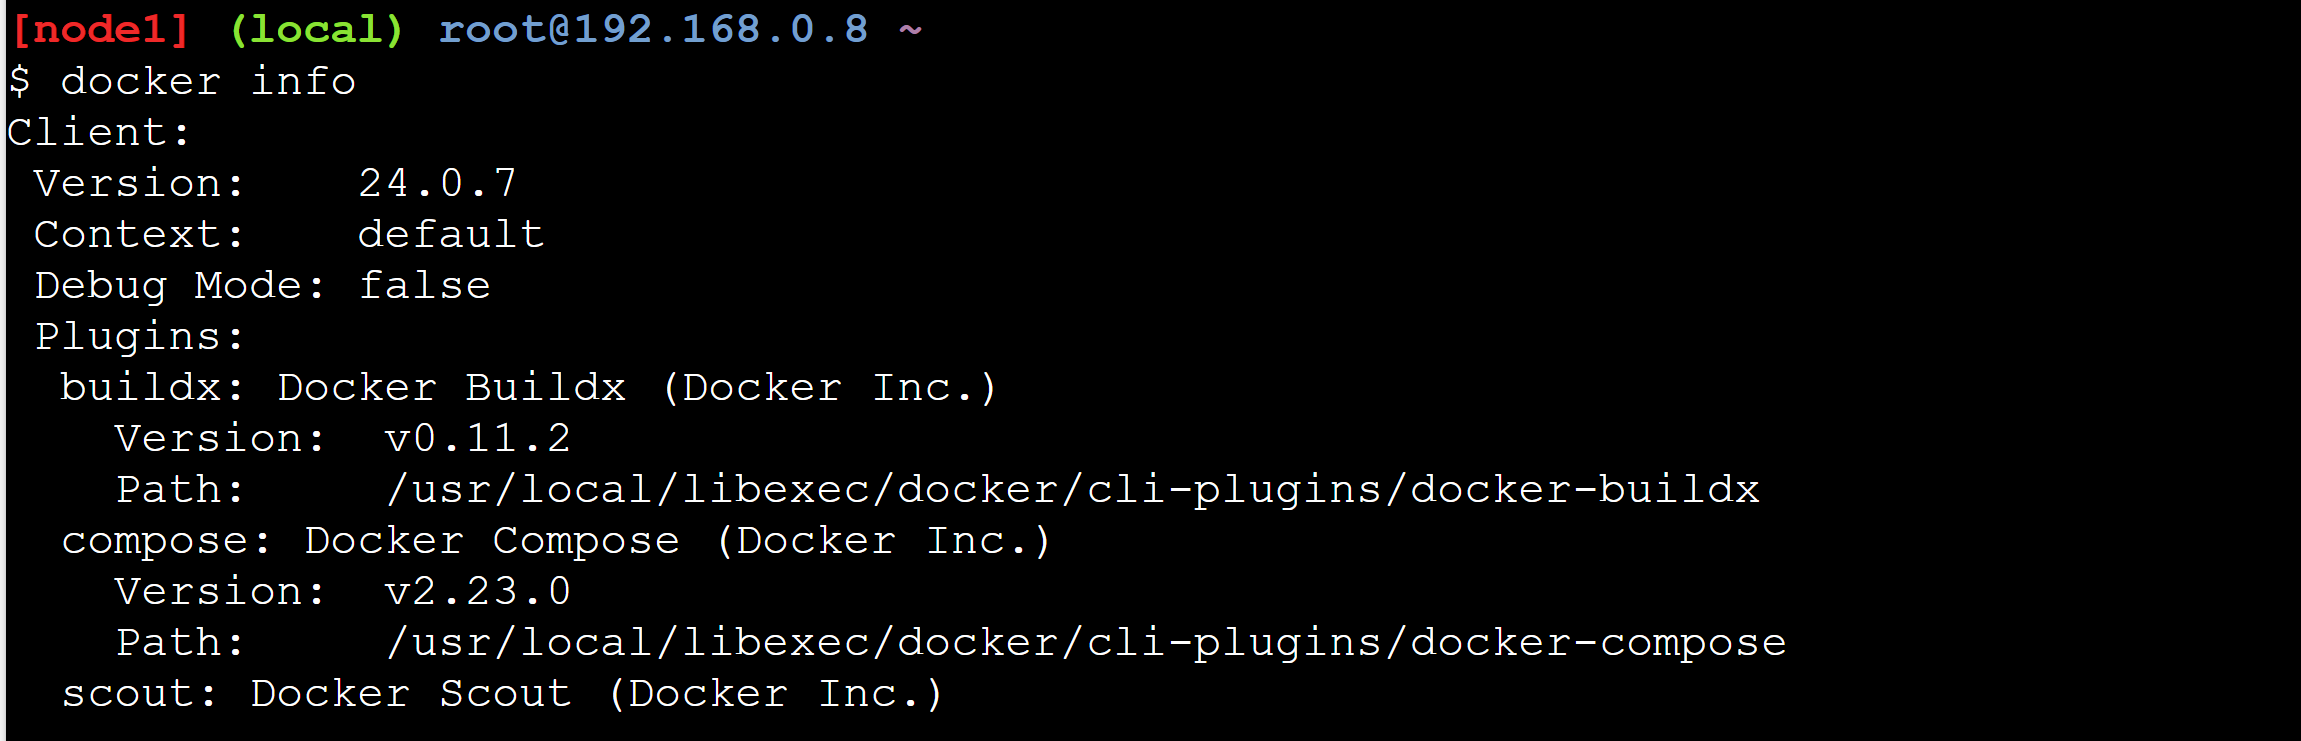 [node1] (local) root@192.168.0.8 ~
$ docker info
Client:
 Version:    24.0.7
 Context:    default
 Debug Mode: false
 Plugins:
  buildx: Docker Buildx (Docker Inc.)
    Version:  v0.11.2
    Path:     /usr/local/libexec/docker/cli-plugins/docker-buildx
  compose: Docker Compose (Docker Inc.)
    Version:  v2.23.0
    Path:     /usr/local/libexec/docker/cli-plugins/docker-compose
  scout: Docker Scout (Docker Inc.)